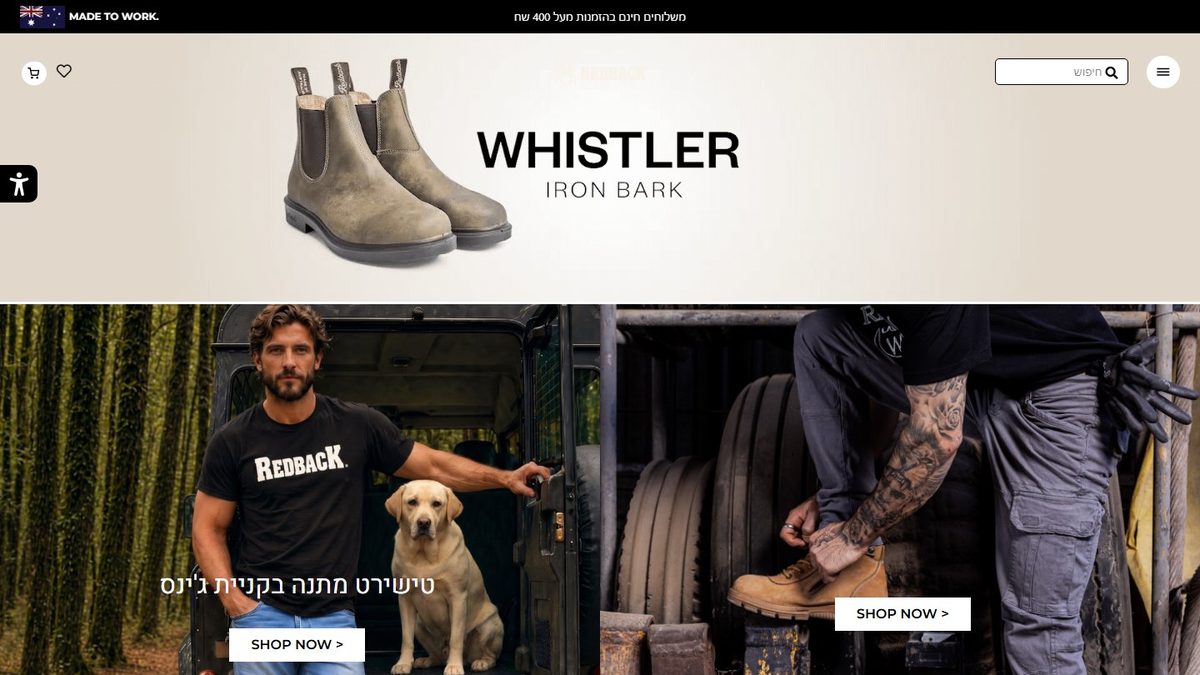 MADE TO WORK.
משלוחים חינם בהזמנות מעל 400 שח
REDBACK
חיפוש
WHISTLER
IRON BARK
REDBACK.
טישירט מתנה בקניית ג'ינס
SHOP NOW >
SHOP NOW >